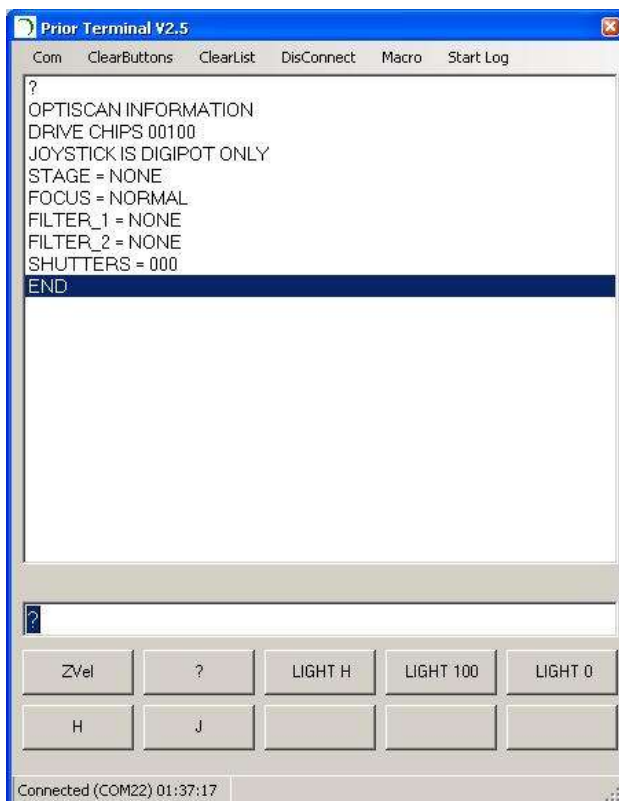 Prior Terminal V2.5
Com ClearButtons ClearList DisConnect Macro Start Log
?
OPTISCAN INFORMATION
DRIVE CHIPS 00100
JOYSTICK IS DIGIPOT ONLY
STAGE = NONE
FOCUS = NORMAL
FILTER_1 = NONE
FILTER_2 = NONE
SHUTTERS = 000
END
?
ZVel ? LIGHT H LIGHT 100 LIGHT 0
H J
Connected (COM22) 01:37:17